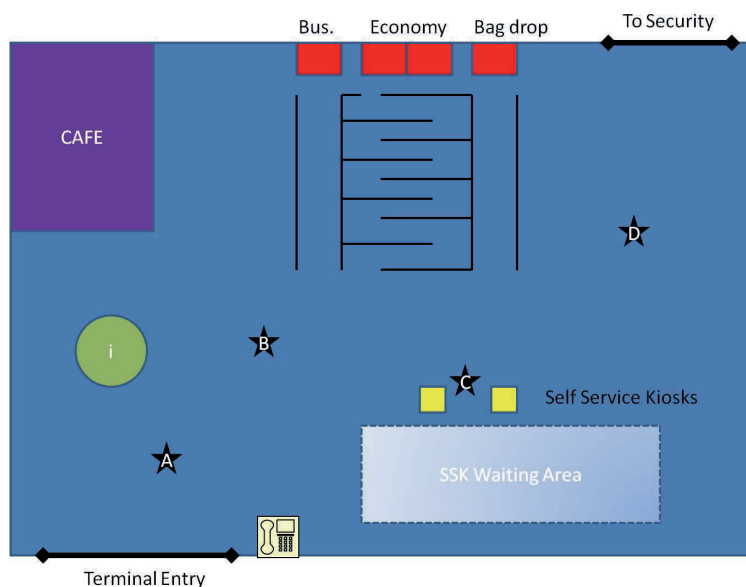 Bus.
Economy
Bag drop
To Security
CAFE
D
B
i
C
Self Service Kiosks
A
SSK Waiting Area
Terminal Entry